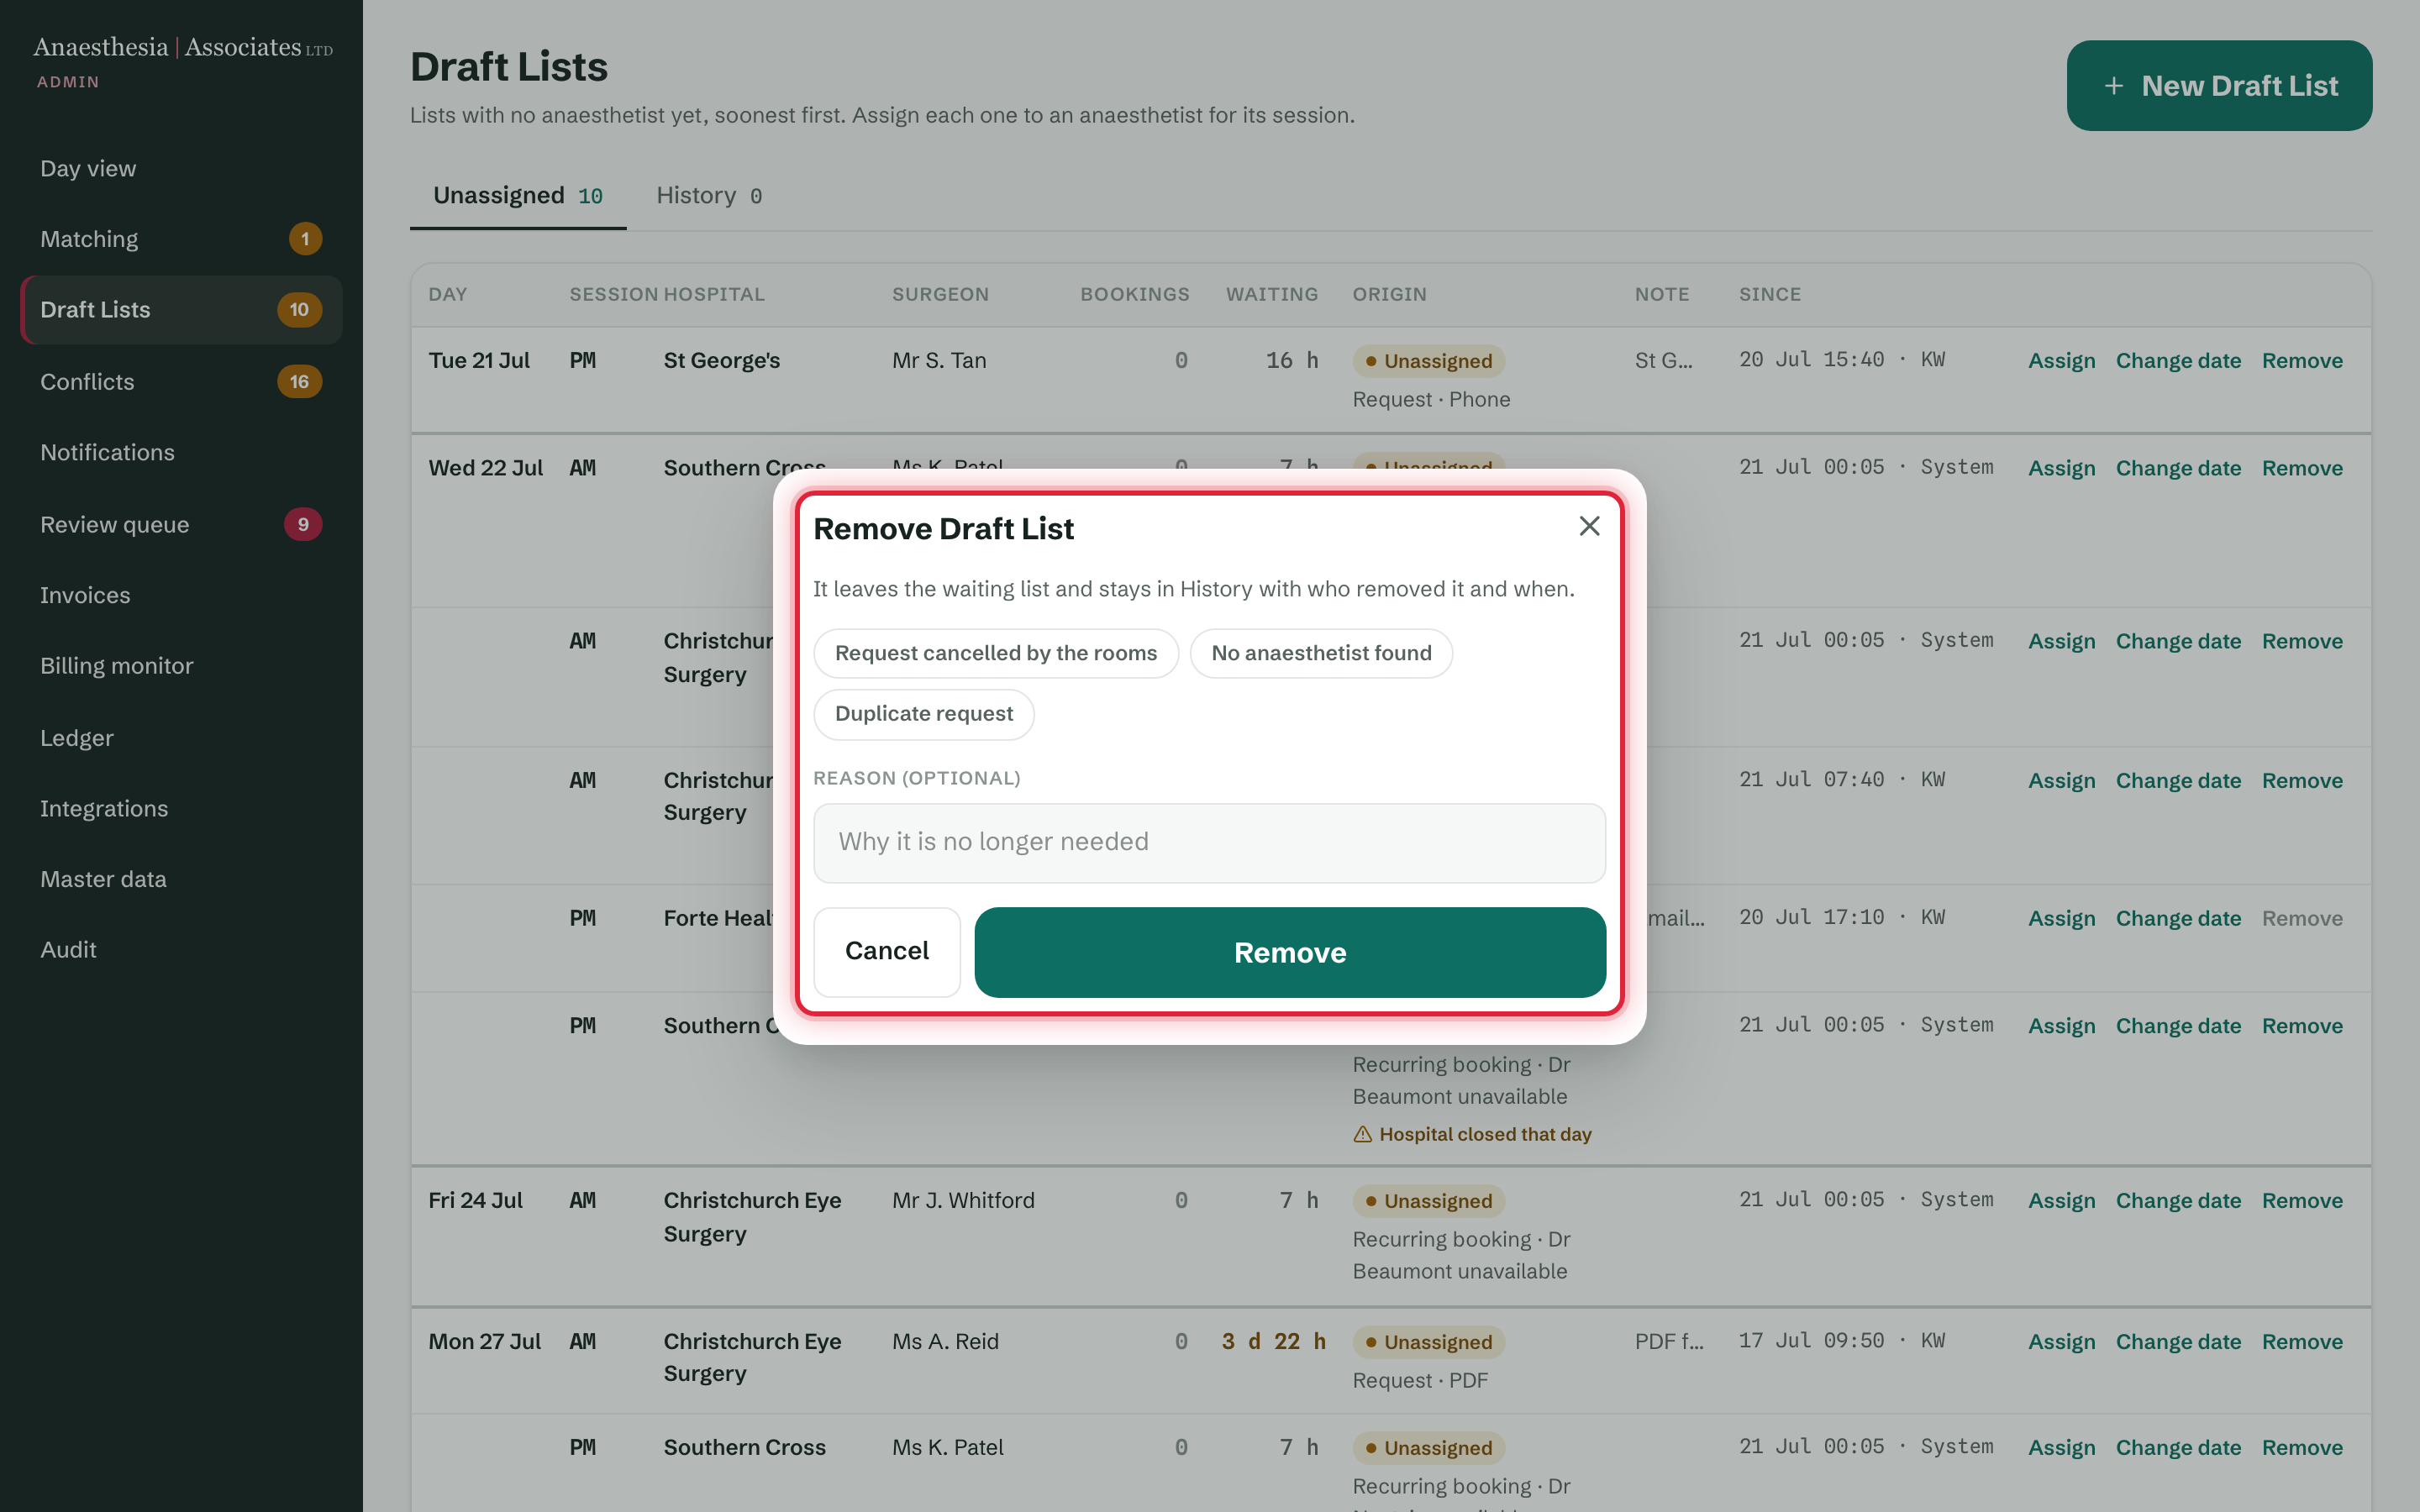 Anaesthesia | Associates LTD
ADMIN
Day view
Matching 1
Draft Lists 10
Conflicts 16
Notifications
Review queue 9
Invoices
Billing monitor
Ledger
Integrations
Master data
Audit
Draft Lists
Lists with no anaesthetist yet, soonest first. Assign each one to an anaesthetist for its session.
+ New Draft List
Unassigned 10 History 0
DAY SESSION HOSPITAL SURGEON BOOKINGS WAITING ORIGIN NOTE SINCE
Tue 21 Jul PM St George's Mr S. Tan 0 16 h Unassigned St G... 20 Jul 15:40 · KW Assign Change date Remove
Request · Phone
Wed 22 Jul AM Southern Cross Ms K. Patel 0 7 h Unassigned 21 Jul 00:05 · System Assign Change date Remove
AM 21 Jul 00:05 · System Assign Change date Remove
Surgery
AM 21 Jul 07:40 · KW Assign Change date Remove
Surgery
PM Forte 20 Jul 17:10 · KW Assign Change date Remove
PM Southern 21 Jul 00:05 · System Assign Change date Remove
Recurring booking · Dr
Beaumont unavailable
Hospital closed that day
Fri 24 Jul AM Christchurch Eye Mr J. Whitford 0 7 h Unassigned 21 Jul 00:05 · System Assign Change date Remove
Surgery Recurring booking · Dr
Beaumont unavailable
Mon 27 Jul AM Christchurch Eye Ms A. Reid 0 3 d 22 h Unassigned PDF f... 17 Jul 09:50 · KW Assign Change date Remove
Surgery Request · PDF
PM Southern Cross Ms K. Patel 0 7 h Unassigned 21 Jul 00:05 · System Assign Change date Remove
Recurring booking · Dr
Remove Draft List
It leaves the waiting list and stays in History with who removed it and when.
Request cancelled by the rooms No anaesthetist found
Duplicate request
REASON (OPTIONAL)
Why it is no longer needed
Cancel Remove